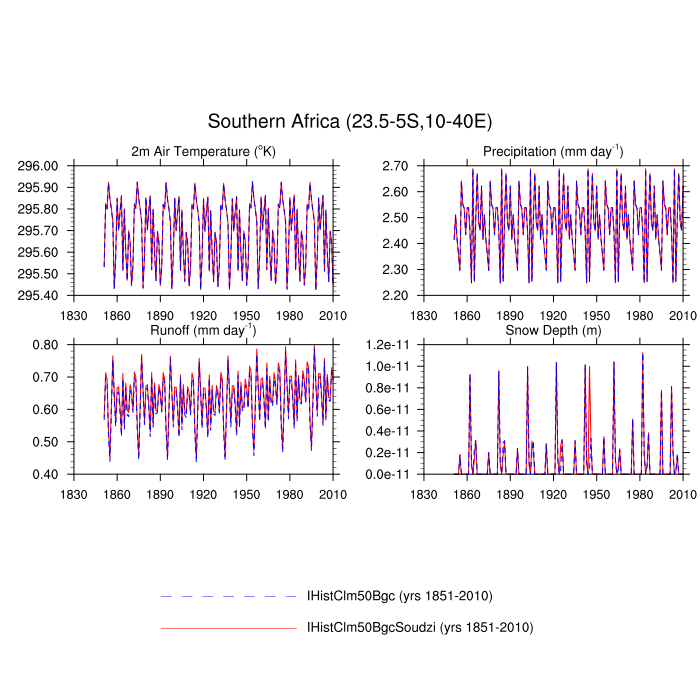 Southern Africa (23.5-5S,10-40E)
2m Air Temperature (°K)
Precipitation (mm day-1)
296.00
295.90
295.80
295.70
295.60
295.50
295.40
1830 1860 1890 1920 1950 1980 2010
2.70
2.60
2.50
2.40
2.30
2.20
1830 1860 1890 1920 1950 1980 2010
Runoff (mm day-1)
Snow Depth (m)
0.80
0.70
0.60
0.50
0.40
1830 1860 1890 1920 1950 1980 2010
1.2e-11
1.0e-11
0.8e-11
0.6e-11
0.4e-11
0.2e-11
0.0e-11
1830 1860 1890 1920 1950 1980 2010
IHistClm50Bgc (yrs 1851-2010)
IHistClm50BgcSoudzi (yrs 1851-2010)